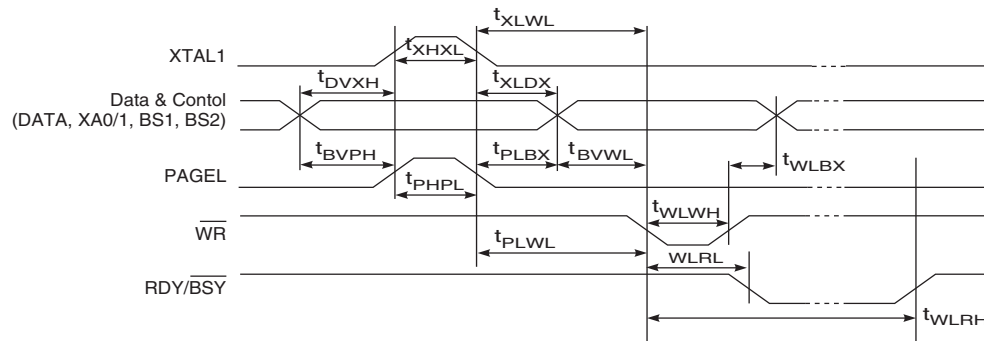 tXLWL
XTAL1
tXHXL
tDVXH
tXLDX
Data & Contol
(DATA, XA0/1, BS1, BS2)
tBVPH
tPLBX
tBVWL
tWLBX
PAGEL
tPHPL
tWLWH
WR
tPLWL
WLRL
RDY/BSY
tWLRH